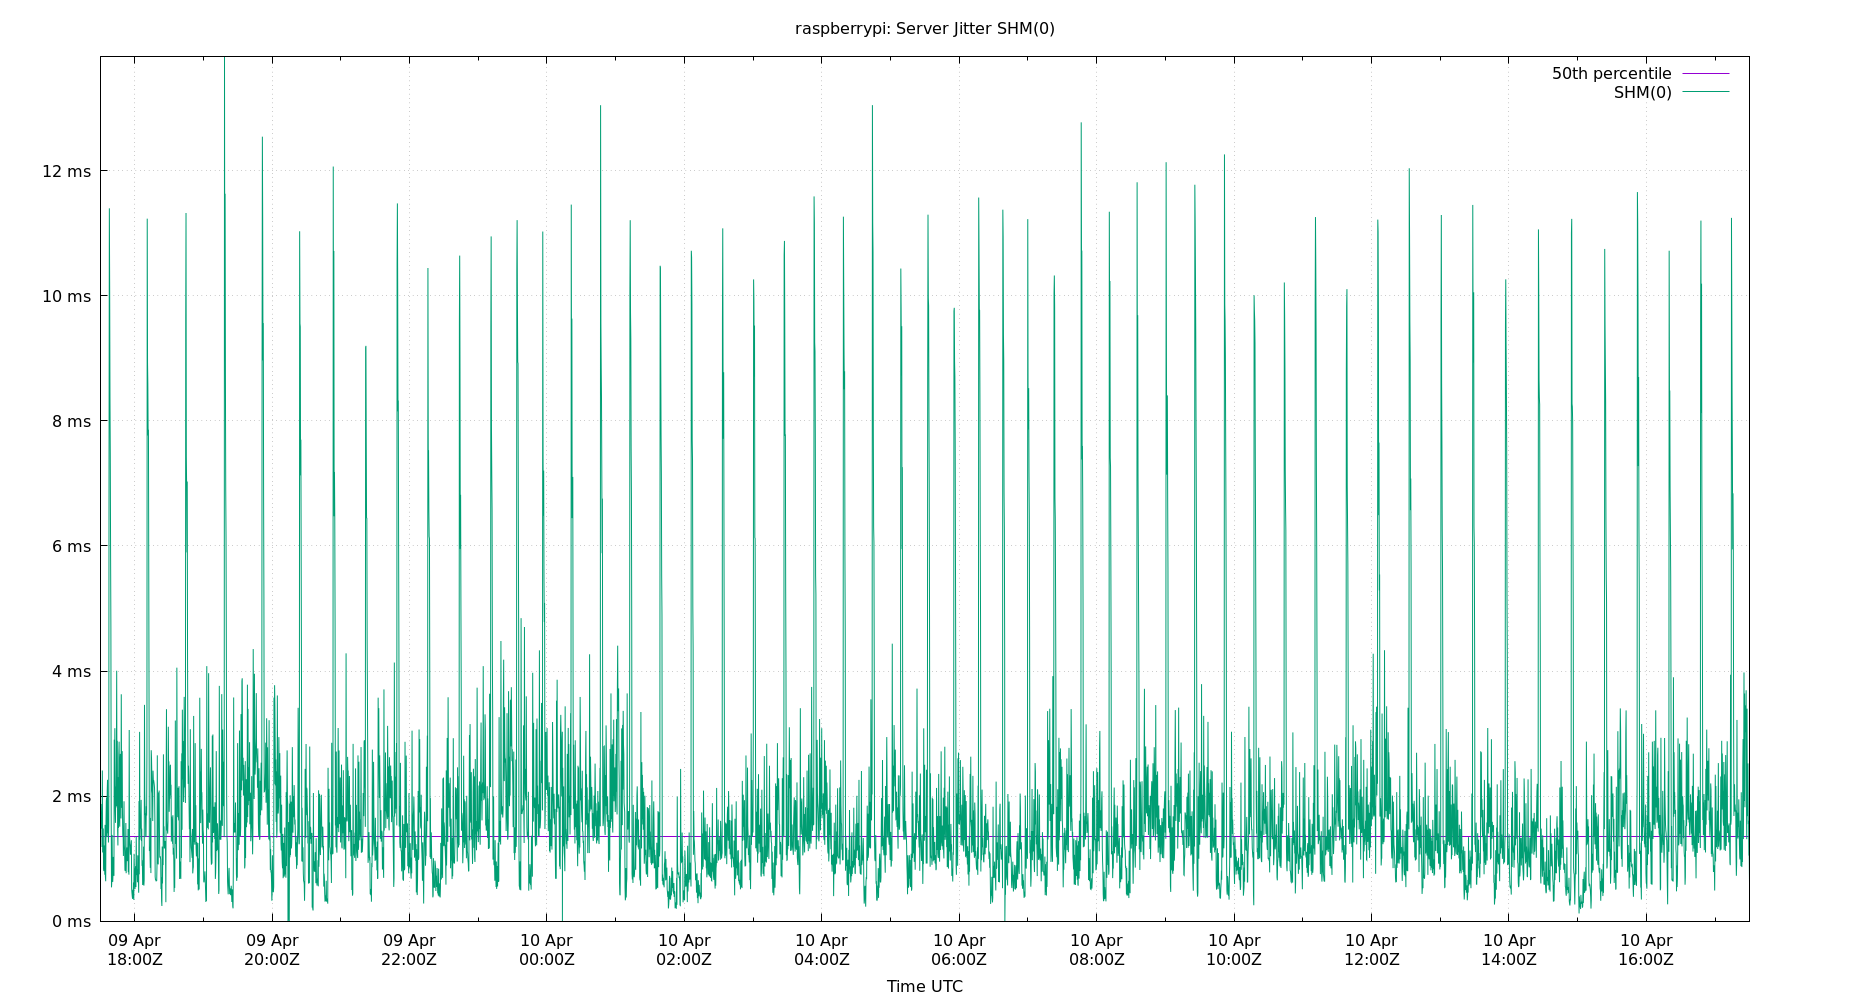 raspberrypi: Server Jitter SHM(0)
50th percentile
SHM(0)
12 ms
10 ms
8 ms
6 ms
4 ms
2 ms
0 ms
09 Apr 09 Apr 09 Apr 10 Apr 10 Apr 10 Apr 10 Apr 10 Apr 10 Apr 10 Apr 10 Apr 10 Apr
18:00Z 20:00Z 22:00Z 00:00Z 02:00Z 04:00Z 06:00Z 08:00Z 10:00Z 12:00Z 14:00Z 16:00Z
Time UTC